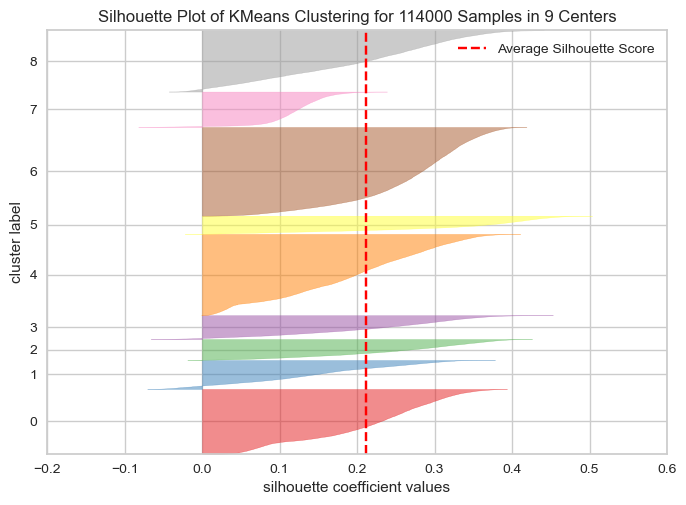 Silhouette Plot of KMeans Clustering for 114000 Samples in 9 Centers
Average Silhouette Score
8
7
6
5
4
3
2
1
0
cluster label
−0.2 −0.1 0.0 0.1 0.2 0.3 0.4 0.5 0.6
silhouette coefficient values